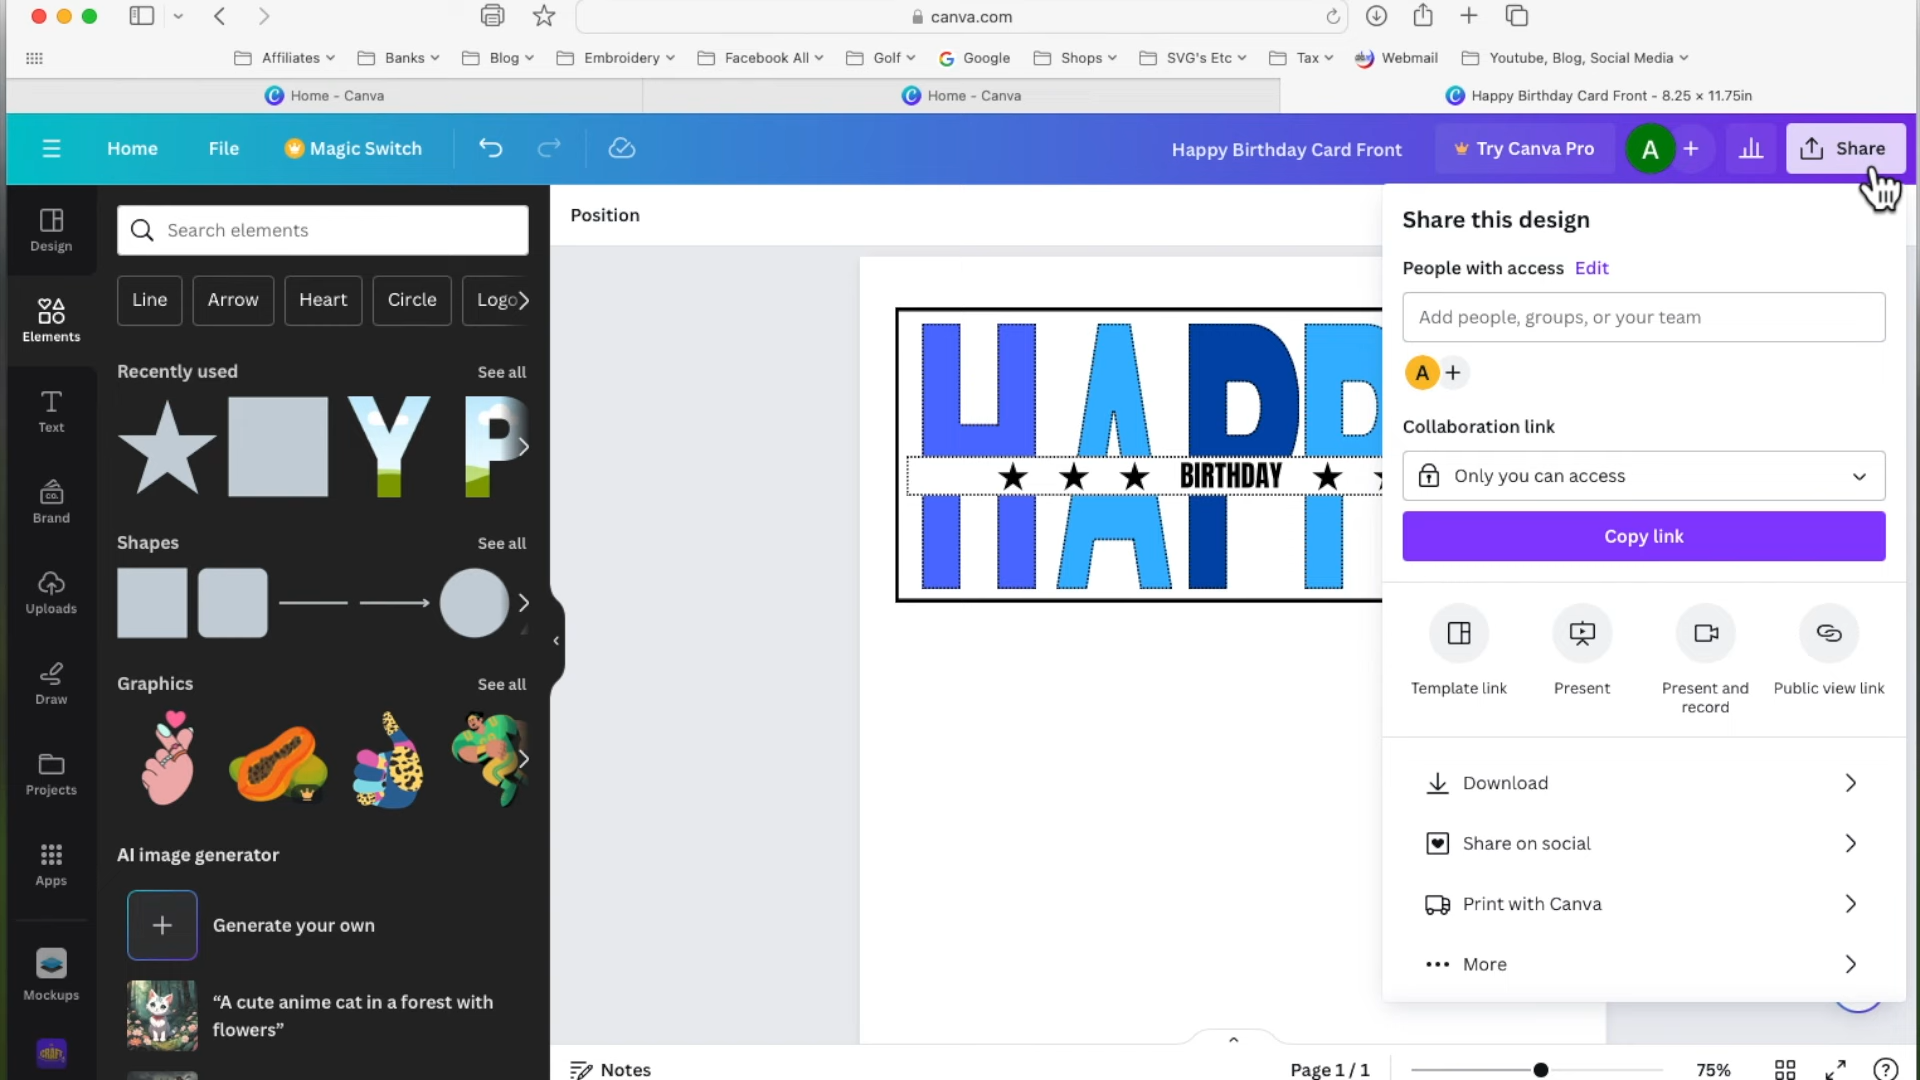 canva.com
Affiliates
Banks
Blog
Embroidery
Facebook All
Golf
Google
Shops
SVG's Etc
Tax
Webmail
Youtube, Blog, Social Media
Home - Canva
Home - Canva
Happy Birthday Card Front - 8.25 × 11.75in
Home
File
Magic Switch
Happy Birthday Card Front
Try Canva Pro
A
Share
Design
Elements
Text
Brand
Uploads
Draw
Projects
Apps
Mockups
Search elements
Line
Arrow
Heart
Circle
Logo
Recently used
See all
Y P
Shapes
See all
Graphics
See all
AI image generator
Generate your own
“A cute anime cat in a forest with
flowers”
Position
HAPP
BIRTHDAY
Share this design
People with access Edit
Add people, groups, or your team
A
Collaboration link
Only you can access
Copy link
Template link
Present
Present and
record
Public view link
Download
Share on social
Print with Canva
More
Notes
Page 1 / 1
75%